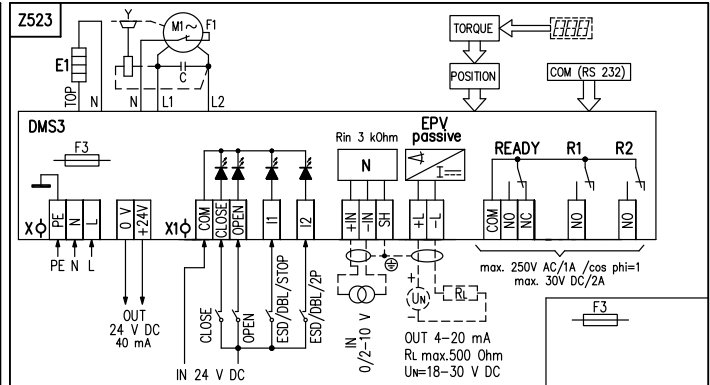 Z523
Y
M1~
F1
E1
C
TOP
N
N
L1
L2
TORQUE
POSITION
COM (RS 232)
DMS3
F3
Rin 3 kOhm
N
EPV
passive
READY
R1
R2
X
PE
N
L
0 V
+24V
X1
COM
CLOSE
OPEN
I1
I2
+IN
-IN
SH
+L
-L
COM
NO
NC
NO
NO
PE N L
OUT
24 V DC
40 mA
CLOSE
OPEN
ESD/DBL/STOP
ESD/DBL/2P
IN 24 V DC
IN
0/2-10 V
+
UN
-
RL
OUT 4-20 mA
RL max.500 Ohm
UN=18-30 V DC
max. 250V AC/1A /cos phi=1
max. 30V DC/2A
F3